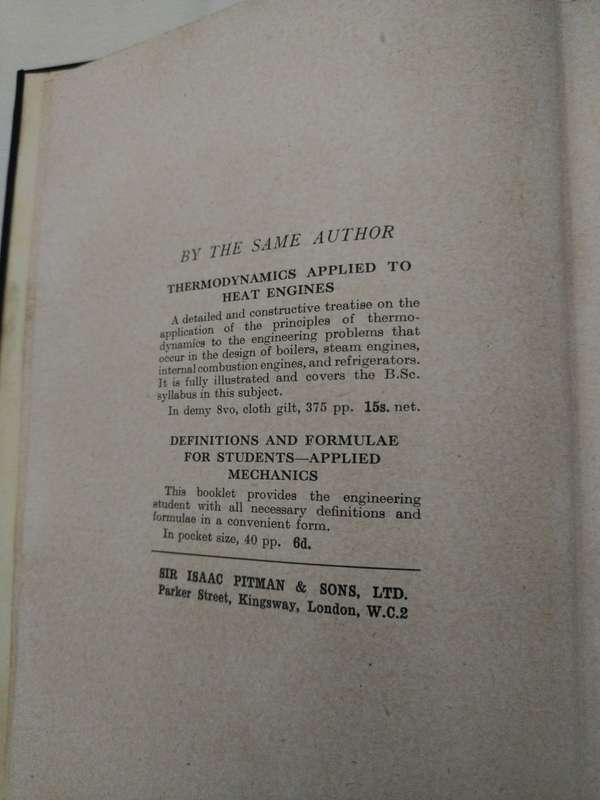 BY THE SAME AUTHOR
THERMODYNAMICS APPLIED TO
HEAT ENGINES
A detailed and constructive treatise on the
application of the principles of thermo-
dynamics to the engineering problems that
occur in the design of boilers, steam engines,
internal combustion engines, and refrigerators.
It is fully illustrated and covers the B.Sc.
syllabus in this subject.
In demy 8vo, cloth gilt, 375 pp. 15s. net.
DEFINITIONS AND FORMULAE
FOR STUDENTS—APPLIED
MECHANICS
This booklet provides the engineering
student with all necessary definitions and
formulae in a convenient form.
In pocket size, 40 pp. 6d.
SIR ISAAC PITMAN & SONS, LTD.
Parker Street, Kingsway, London, W.C.2